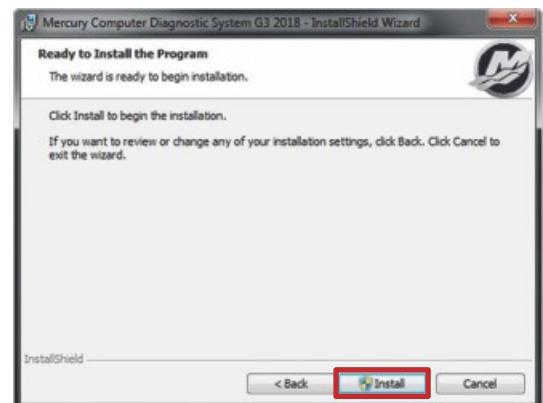 Mercury Computer Diagnostic System G3 2018 - InstallShield Wizard
Ready to Install the Program
The wizard is ready to begin installation.
Click Install to begin the installation.
If you want to review or change any of your installation settings, click Back. Click Cancel to
exit the wizard.
InstallShield
< Back Install Cancel